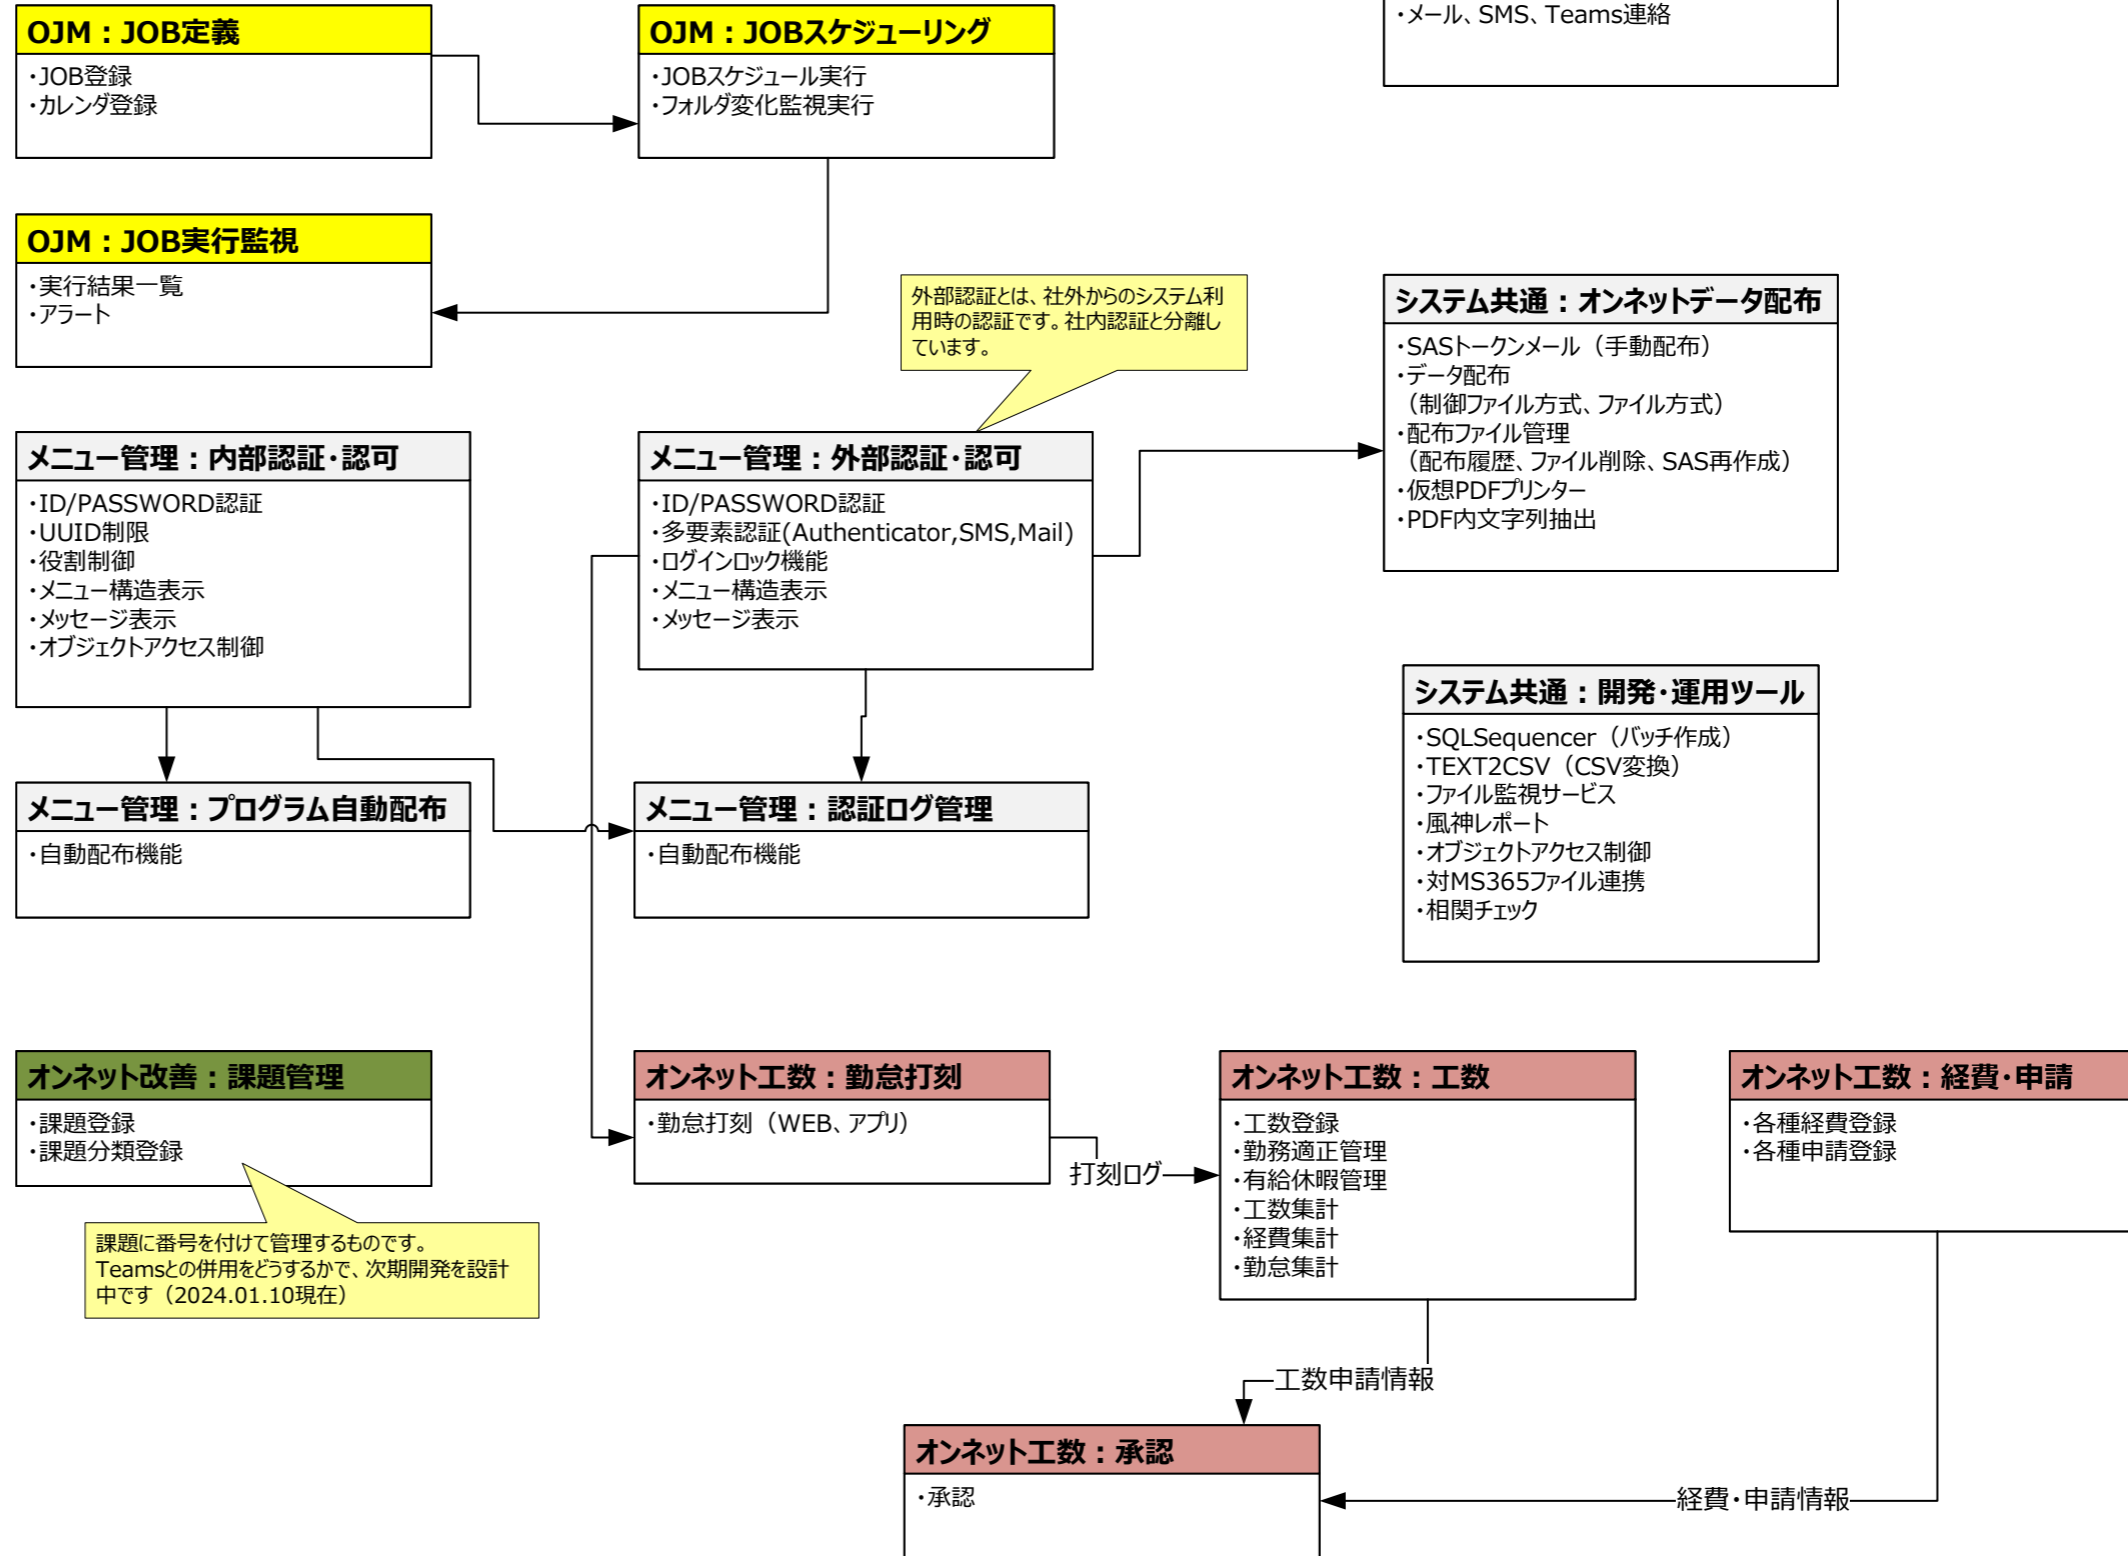 ・メール、SMS、Teams連絡
OJM：JOB定義
・JOB登録
・カレンダ登録
OJM：JOBスケジューリング
・JOBスケジュール実行
・フォルダ変化監視実行
OJM：JOB実行監視
・実行結果一覧
・アラート
外部認証とは、社外からのシステム利
用時の認証です。社内認証と分離し
ています。
システム共通：オンネットデータ配布
・SASトークンメール（手動配布）
・データ配布
（制御ファイル方式、ファイル方式）
・配布ファイル管理
（配布履歴、ファイル削除、SAS再作成）
・仮想PDFプリンター
・PDF内文字列抽出
メニュー管理：内部認証・認可
・ID/PASSWORD認証
・UUID制限
・役割制御
・メニュー構造表示
・メッセージ表示
・オブジェクトアクセス制御
メニュー管理：外部認証・認可
・ID/PASSWORD認証
・多要素認証(Authenticator,SMS,Mail)
・ログインロック機能
・メニュー構造表示
・メッセージ表示
システム共通：開発・運用ツール
・SQLSequencer（バッチ作成）
・TEXT2CSV（CSV変換）
・ファイル監視サービス
・風神レポート
・オブジェクトアクセス制御
・対MS365ファイル連携
・相関チェック
メニュー管理：プログラム自動配布
・自動配布機能
メニュー管理：認証ログ管理
・自動配布機能
オンネット改善：課題管理
・課題登録
・課題分類登録
課題に番号を付けて管理するものです。
Teamsとの併用をどうするかで、次期開発を設計
中です（2024.01.10現在）
オンネット工数：勤怠打刻
・勤怠打刻（WEB、アプリ）
打刻ログ
オンネット工数：工数
・工数登録
・勤務適正管理
・有給休暇管理
・工数集計
・経費集計
・勤怠集計
オンネット工数：経費・申請
・各種経費登録
・各種申請登録
工数申請情報
オンネット工数：承認
・承認
経費・申請情報